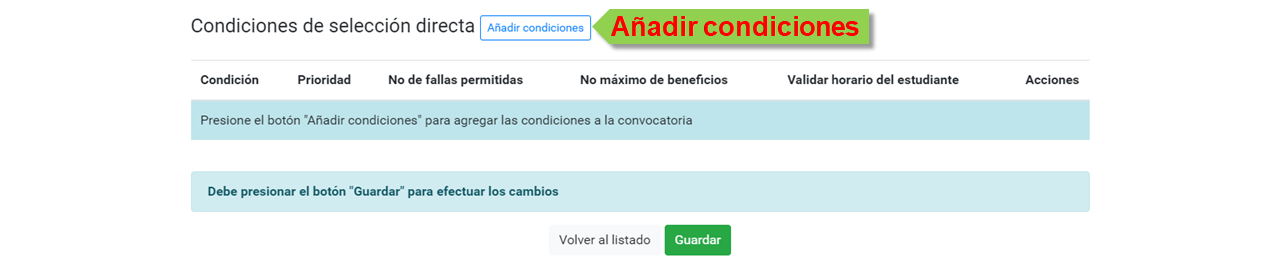 Condiciones de selección directa Añadir condiciones Añadir condiciones
Condición Prioridad No de fallas permitidas No máximo de beneficios Validar horario del estudiante Acciones
Presione el botón "Añadir condiciones" para agregar las condiciones a la convocatoria
Debe presionar el botón "Guardar" para efectuar los cambios
Volver al listado Guardar